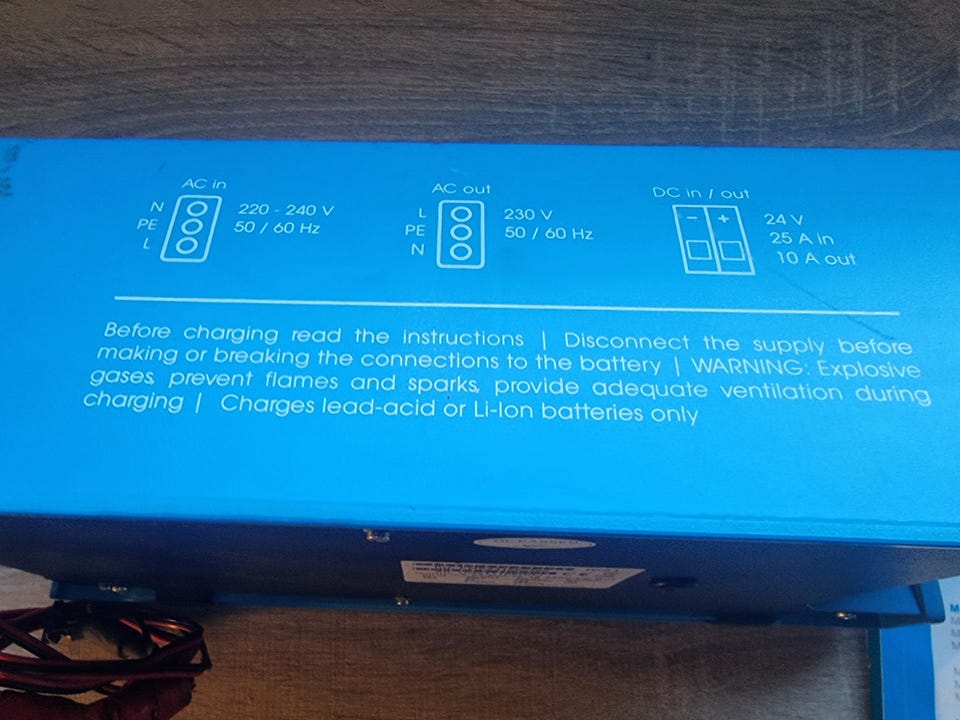 AC in
N
PE
L
220 - 240 V
50 / 60 Hz
AC out
L
PE
N
230 V
50 / 60 Hz
DC in / out
- +
24 V
25 A in
10 A out
Before charging read the instructions | Disconnect the supply before
making or breaking the connections to the battery | WARNING: Explosive
gases, prevent flames and sparks, provide adequate ventilation during
charging | Charges lead-acid or Li-Ion batteries only
QC PASSED